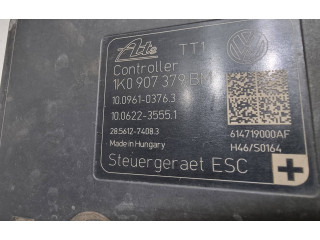 Ate TT1
Controller
1K0 907 379 BM
10.0961-0376.3
10.0622-3555.1
28.5612-7408.3
614719000AF
Made in Hungary
H46/S0164
Steuergeraet ESC